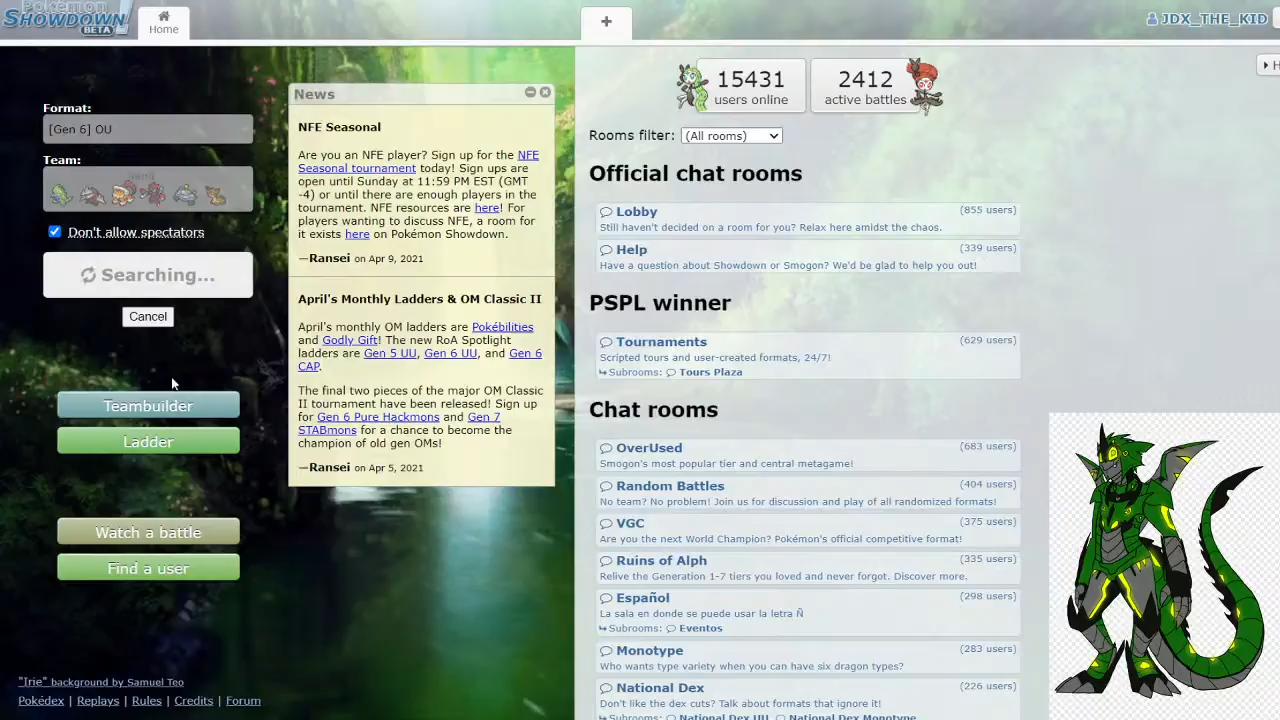 Pokémon
SHOWDOWN
BETA
Home
+
JDX_THE_KID
Format:
[Gen 6] OU
Team:
Don't allow spectators
Searching...
Cancel
Teambuilder
Ladder
Watch a battle
Find a user
"Irie" background by Samuel Teo
Pokédex | Replays | Rules | Credits | Forum
News
NFE Seasonal
Are you an NFE player? Sign up for the NFE
Seasonal tournament today! Sign ups are
open until Sunday at 11:59 PM EST (GMT
-4) or until there are enough players in the
tournament. NFE resources are here! For
players wanting to discuss NFE, a room for
it exists here on Pokémon Showdown.
—Ransei on Apr 9, 2021
April's Monthly Ladders & OM Classic II
April's monthly OM ladders are Pokébilities
and Godly Gift! The new RoA Spotlight
ladders are Gen 5 UU, Gen 6 UU, and Gen 6
CAP.
The final two pieces of the major OM Classic
II tournament have been released! Sign up
for Gen 6 Pure Hackmons and Gen 7
STABmons for a chance to become the
champion of old gen OMs!
—Ransei on Apr 5, 2021
15431
users online
2412
active battles
Rooms filter: (All rooms)
Official chat rooms
Lobby (855 users)
Still haven't decided on a room for you? Relax here amidst the chaos.
Help (339 users)
Have a question about Showdown or Smogon? We'd be glad to help you out!
PSPL winner
Tournaments (629 users)
Scripted tours and user-created formats, 24/7!
Subrooms: Tours Plaza
Chat rooms
OverUsed (683 users)
Smogon's most popular tier and central metagame!
Random Battles (404 users)
No team? No problem! Join us for discussion and play of all randomized formats!
VGC (375 users)
Are you the next World Champion? Pokémon's official competitive format!
Ruins of Alph (335 users)
Relive the Generation 1-7 tiers you loved and never forgot. Discover more.
Español (298 users)
La sala en donde se puede usar la letra Ñ
Subrooms: Eventos
Monotype (283 users)
Who wants type variety when you can have six dragon types?
National Dex (226 users)
Don't like the dex cuts? Talk about formats that ignore it!
Subrooms: National Dex UU, National Dex Monotype